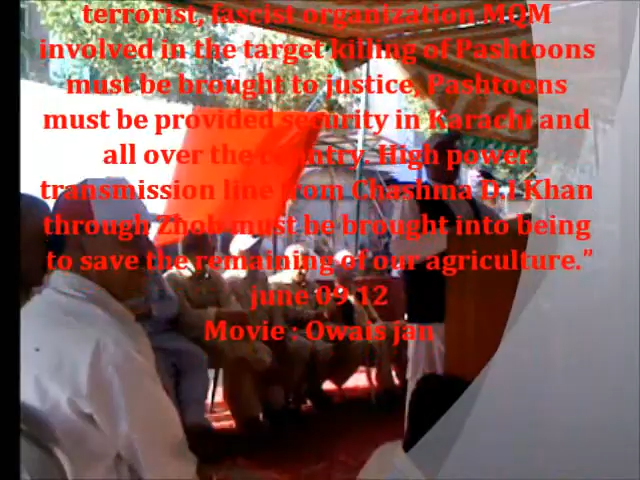 terrorist, fascist organization MQM
involved in the target killing of Pashtoons
must be brought to justice, Pashtoons
must be provided security in Karachi and
all over the country. High power
transmission line from Chashma D.I Khan
through Zhob must be brought into being
to save the remaining of our agriculture.”
june 09 12
Movie : Owais jan